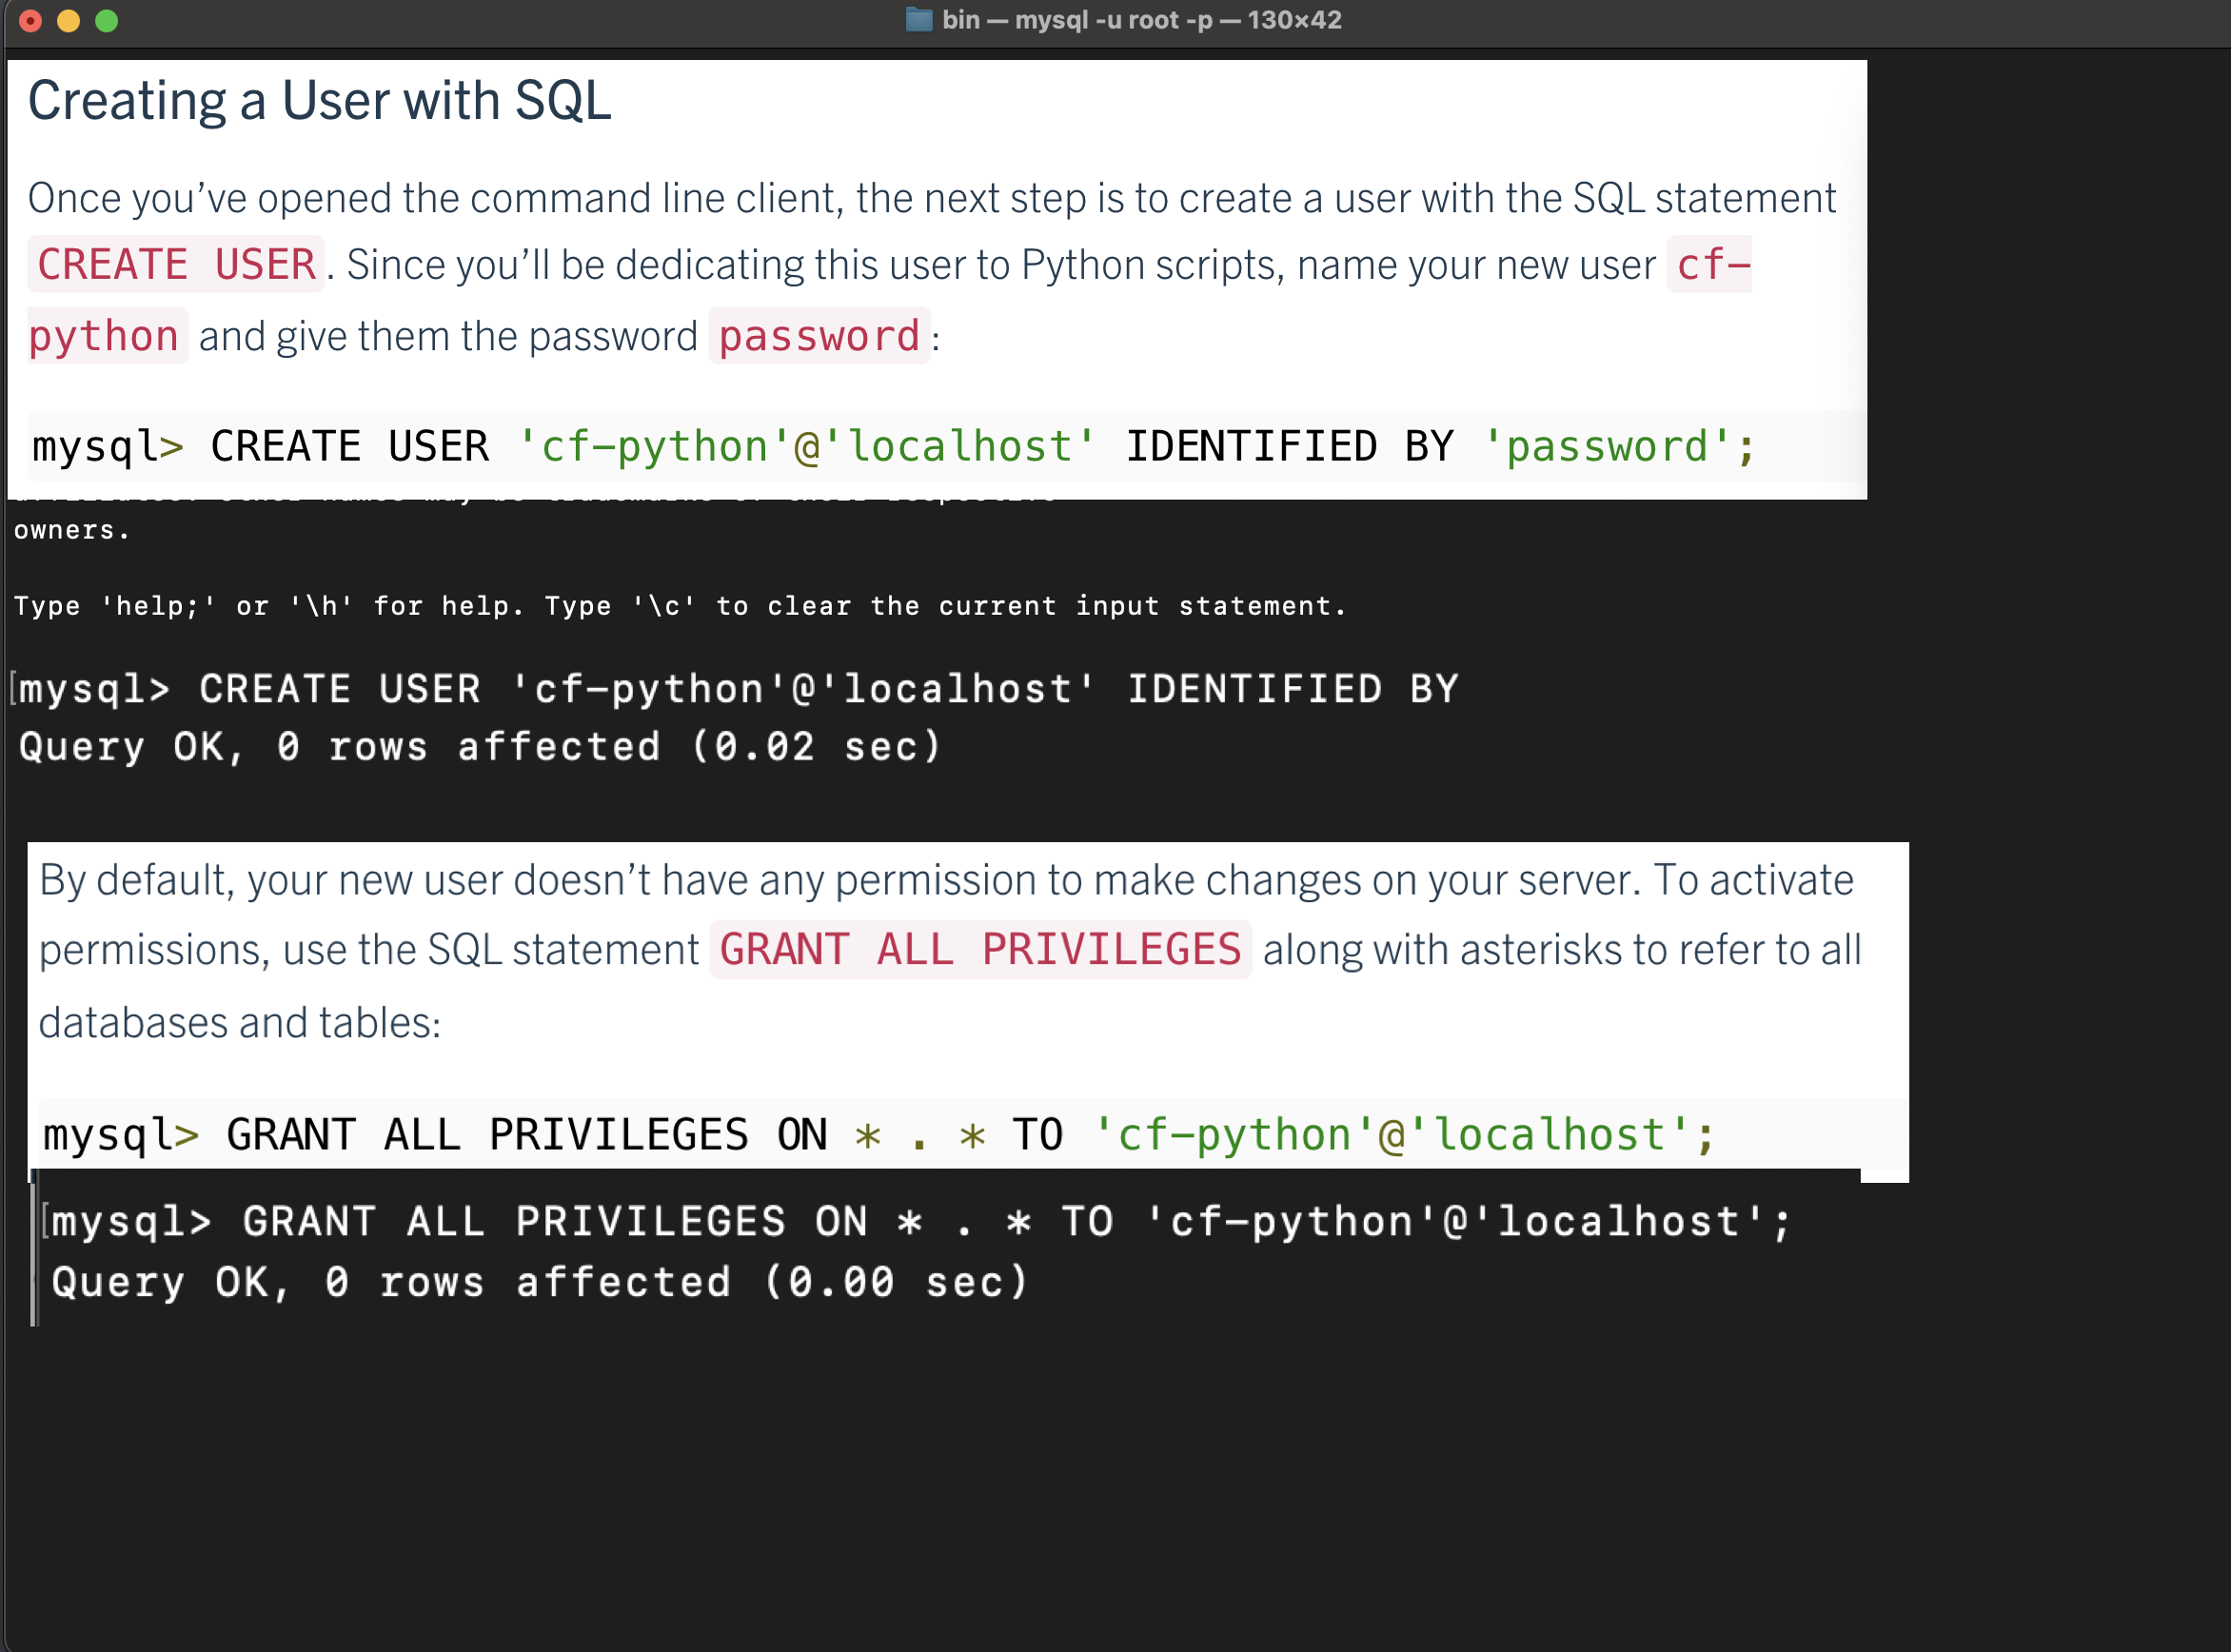 bin — mysql -u root -p — 130×42
Creating a User with SQL
Once you’ve opened the command line client, the next step is to create a user with the SQL statement
CREATE USER. Since you’ll be dedicating this user to Python scripts, name your new user cf-
python and give them the password password:
mysql> CREATE USER 'cf-python'@'localhost' IDENTIFIED BY 'password';
owners.
Type 'help;' or '\h' for help. Type '\c' to clear the current input statement.
[mysql> CREATE USER 'cf-python'@'localhost' IDENTIFIED BY
Query OK, 0 rows affected (0.02 sec)
By default, your new user doesn’t have any permission to make changes on your server. To activate
permissions, use the SQL statement GRANT ALL PRIVILEGES along with asterisks to refer to all
databases and tables:
mysql> GRANT ALL PRIVILEGES ON * . * TO 'cf-python'@'localhost';
[mysql> GRANT ALL PRIVILEGES ON * . * TO 'cf-python'@'localhost';
Query OK, 0 rows affected (0.00 sec)